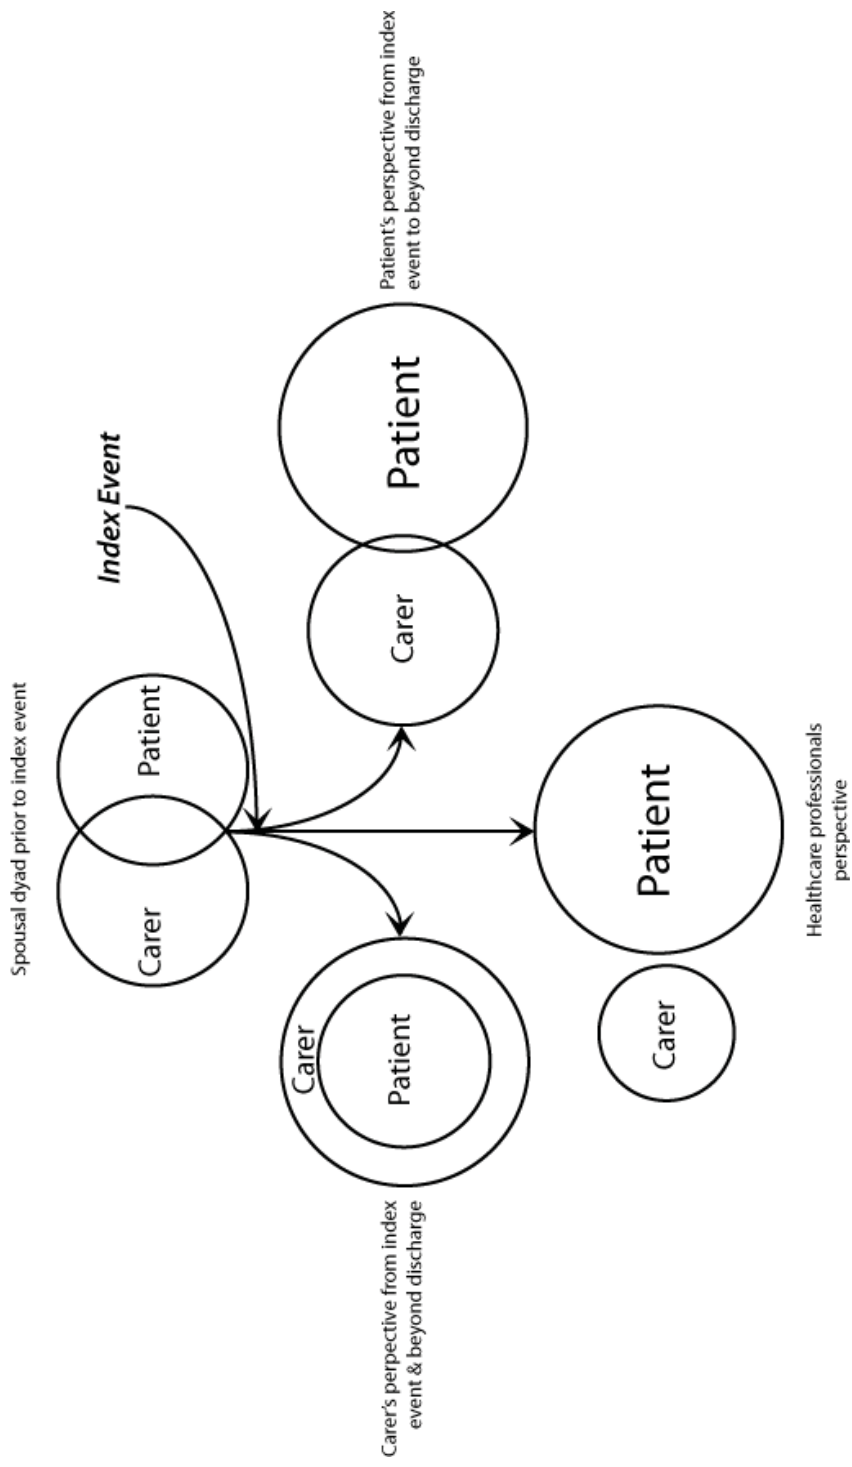 Spousal dyad prior to index event
Carer
Patient
Index Event
Carer's perpective from index
event & beyond discharge
Carer
Patient
Carer
Patient
Patient's perspective from index
event to beyond discharge
Carer
Patient
Healthcare professionals
perspective